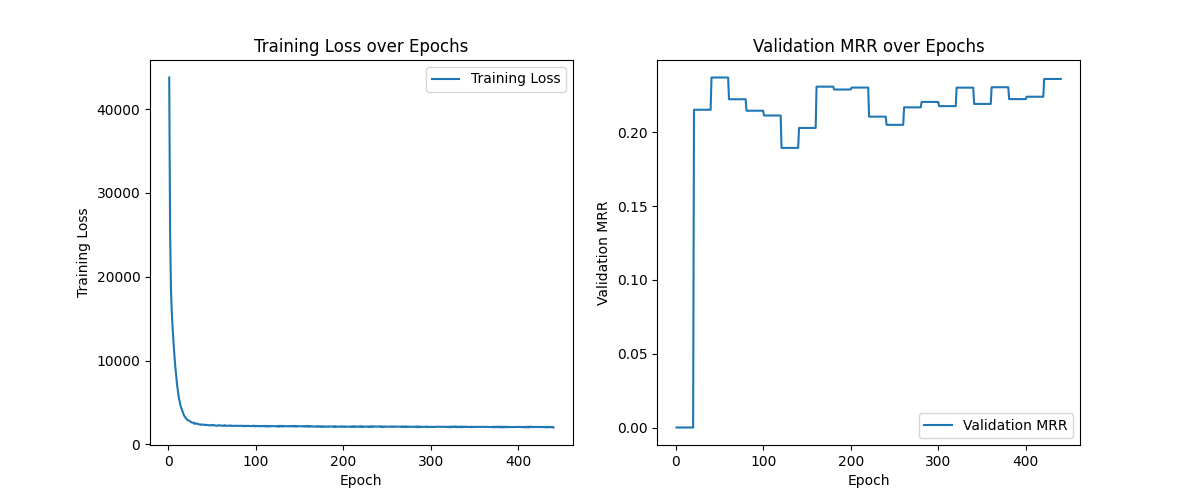 Training Loss over Epochs
Training Loss
40000
30000
20000
10000
0
Training Loss
0 100 200 300 400
Epoch
Validation MRR over Epochs
0.20
0.15
0.10
0.05
0.00
Validation MRR
Validation MRR
0 100 200 300 400
Epoch